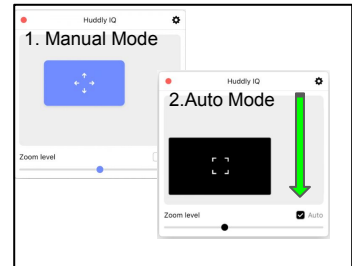 Huddly IQ
1. Manual Mode
Zoom level
Huddly IQ
2.Auto Mode
Zoom level
Auto